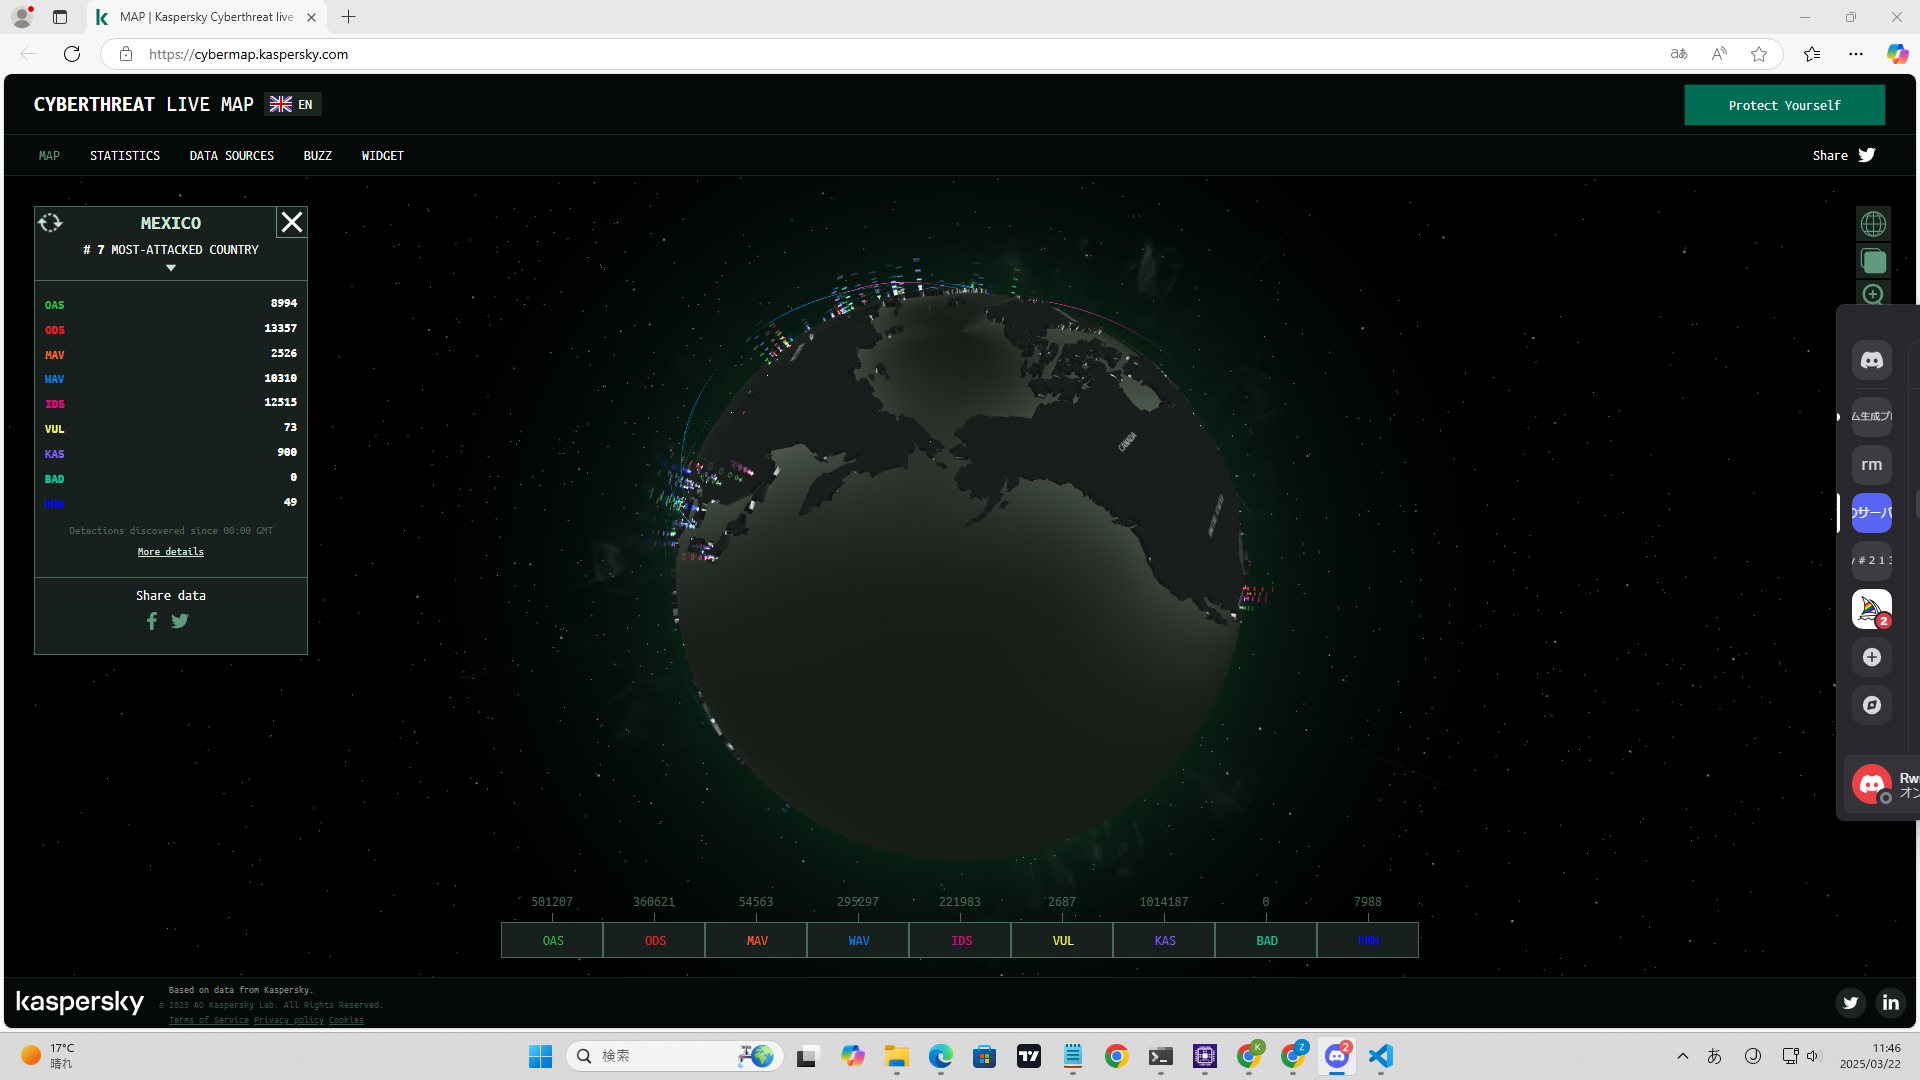 MAP | Kaspersky Cyberthreat live
https://cybermap.kaspersky.com
CYBERTHREAT LIVE MAP EN
Protect Yourself
MAP STATISTICS DATA SOURCES BUZZ WIDGET
Share
MEXICO
# 7 MOST-ATTACKED COUNTRY
OAS 8994
ODS 13357
MAV 2526
WAV 10310
IDS 12515
VUL 73
KAS 900
BAD 0
RMW 49
Detections discovered since 00:00 GMT
More details
Share data
CANADA
ム生成プ
rm
のサーバ
y # 2 1 3
2
Rw
オン
501207 360621 54563 295297 221983 2687 1014187 0 7988
OAS ODS MAV WAV IDS VUL KAS BAD RMW
kaspersky
Based on data from Kaspersky.
© 2025 AO Kaspersky Lab. All Rights Reserved.
Terms of Service Privacy policy Cookies
17°C
晴れ
検索
K
Z
2
あ
11:46
2025/03/22